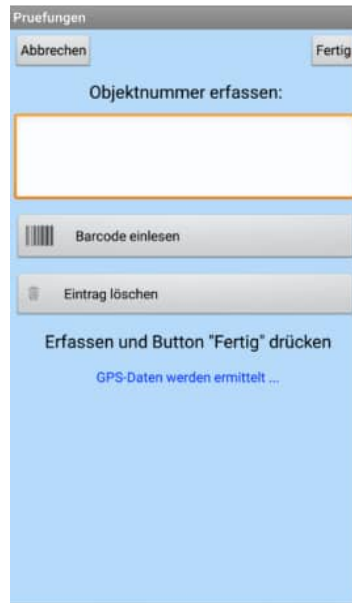 Pruefungen
Abbrechen
Fertig
Objektnummer erfassen:
Barcode einlesen
Eintrag löschen
Erfassen und Button "Fertig" drücken
GPS-Daten werden ermittelt ...